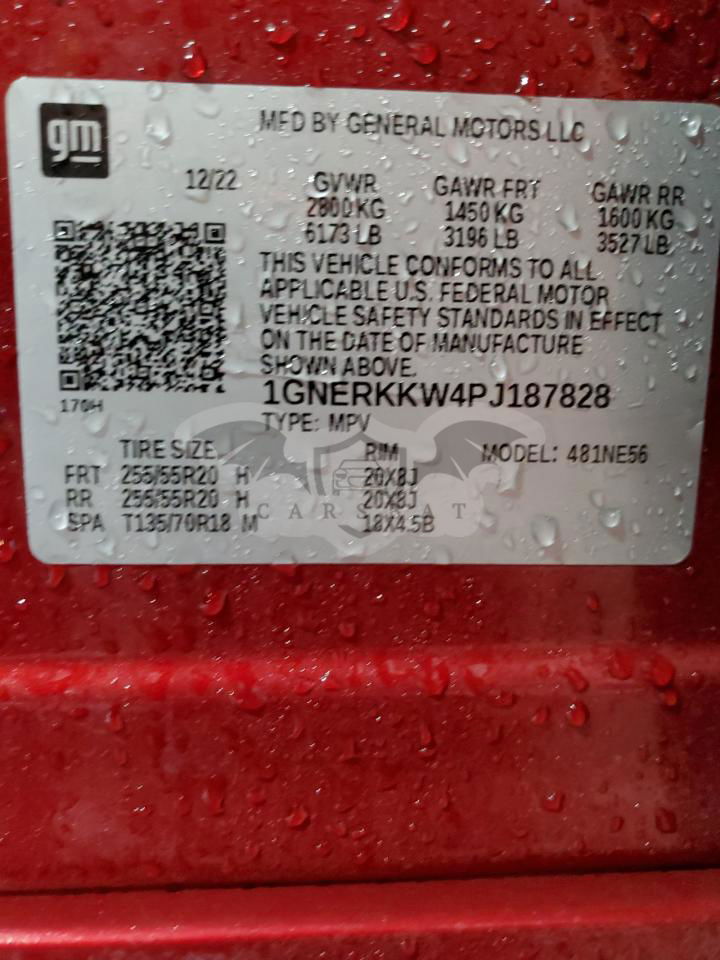 gm
MFD BY GENERAL MOTORS LLC
12/22 GVWR GAWR FRT GAWR RR
2800 KG 1450 KG 1600 KG
6173 LB 3196 LB 3527 LB
THIS VEHICLE CONFORMS TO ALL
APPLICABLE U.S. FEDERAL MOTOR
VEHICLE SAFETY STANDARDS IN EFFECT
ON THE DATE OF MANUFACTURE
SHOWN ABOVE.
1GNERKKW4PJ187828
170H
TYPE: MPV
TIRE SIZE RIM MODEL: 481NE56
FRT 255/55R20 H 20X8J
RR 255/55R20 H 20X8J
CARSBAT
SPA T135/70R18 M 18X4.5B